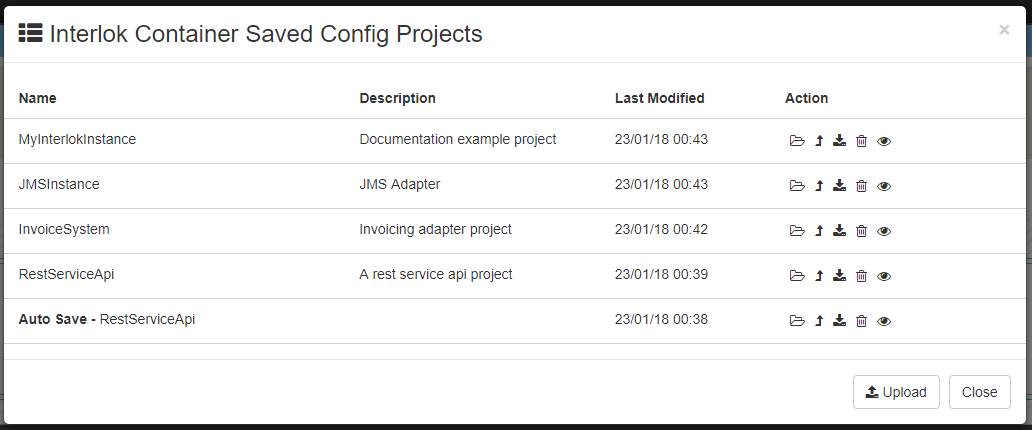 Interlok Container Saved Config Projects ×
Name Description Last Modified Action
MyInterlokInstance Documentation example project 23/01/18 00:43
JMSInstance JMS Adapter 23/01/18 00:43
InvoiceSystem Invoicing adapter project 23/01/18 00:42
RestServiceApi A rest service api project 23/01/18 00:39
Auto Save - RestServiceApi 23/01/18 00:38
Upload Close